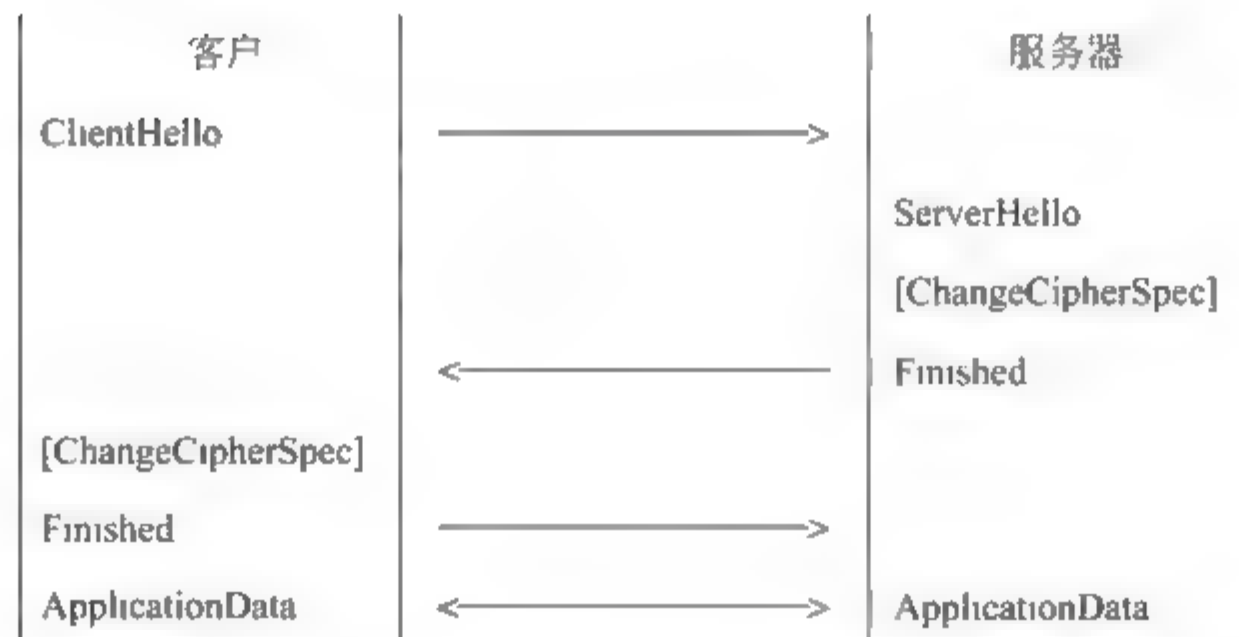 客户 服务器
ClientHello
ServerHello
[ChangeCipherSpec]
Finished
[ChangeCipherSpec]
Finished
ApplicationData ApplicationData